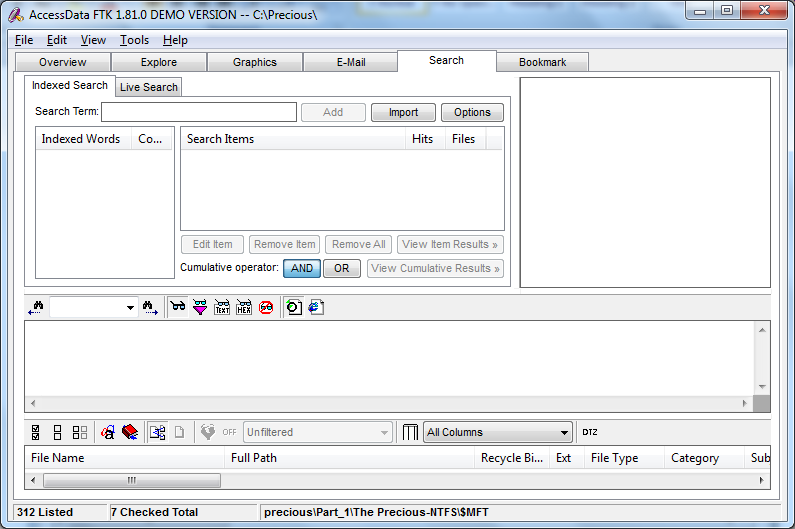 AccessData FTK 1.81.0 DEMO VERSION -- C:\Precious\
File Edit View Tools Help
Overview Explore Graphics E-Mail Search Bookmark
Indexed Search Live Search
Search Term: Add Import Options
Indexed Words Co... Search Items Hits Files
Edit Item Remove Item Remove All View Item Results »
Cumulative operator: AND OR View Cumulative Results »
TEXT HEX
OFF Unfiltered All Columns DTZ
File Name Full Path Recycle Bi... Ext File Type Category Sub
312 Listed 7 Checked Total precious\Part_1\The Precious-NTFS\$MFT